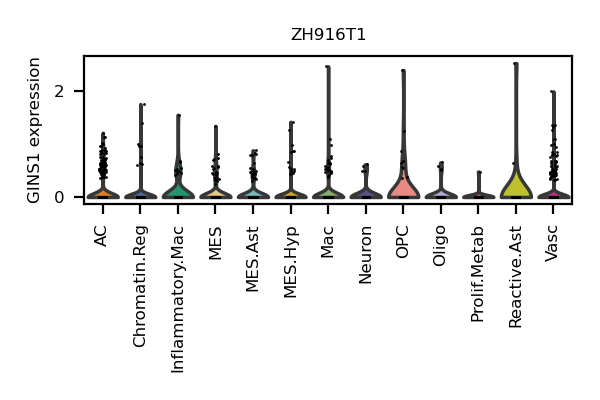 ZH916T1
GINS1 expression
2
0
AC
Chromatin.Reg
Inflammatory.Mac
MES
MES.Ast
MES.Hyp
Mac
Neuron
OPC
Oligo
Prolif.Metab
Reactive.Ast
Vasc